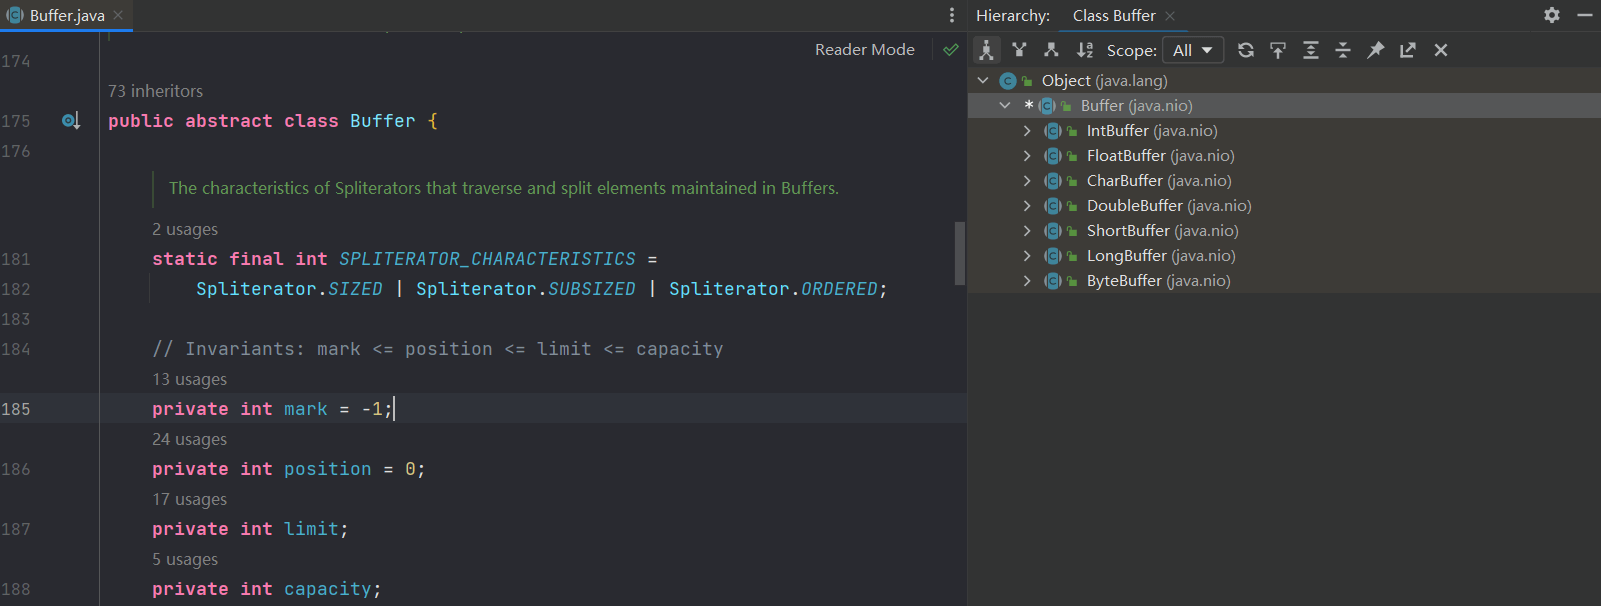 Buffer.java
Hierarchy: Class Buffer
Reader Mode
Scope: All
174
73 inheritors
175 public abstract class Buffer {
176
The characteristics of Spliterators that traverse and split elements maintained in Buffers.
2 usages
181 static final int SPLITERATOR_CHARACTERISTICS =
182 Spliterator.SIZED | Spliterator.SUBSIZED | Spliterator.ORDERED;
183
184 // Invariants: mark <= position <= limit <= capacity
13 usages
185 private int mark = -1;
24 usages
186 private int position = 0;
17 usages
187 private int limit;
5 usages
188 private int capacity;
Object (java.lang)
* Buffer (java.nio)
IntBuffer (java.nio)
FloatBuffer (java.nio)
CharBuffer (java.nio)
DoubleBuffer (java.nio)
ShortBuffer (java.nio)
LongBuffer (java.nio)
ByteBuffer (java.nio)